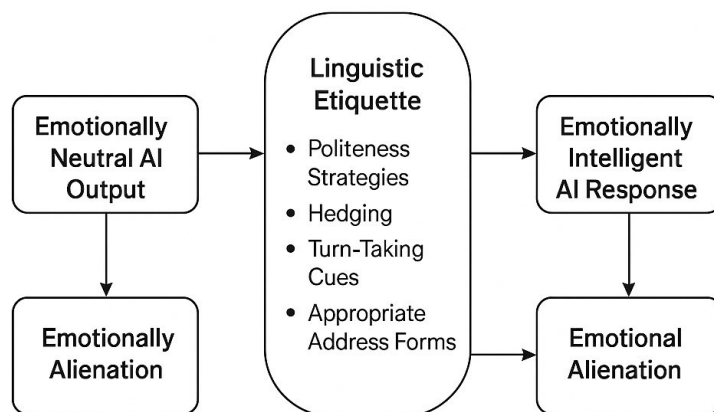 Emotionally
Neutral AI
Output
Emotionally
Alienation
Linguistic
Etiquette
• Politeness
Strategies
• Hedging
• Turn-Taking
Cues
• Appropriate
Address Forms
Emotionally
Intelligent
AI Response
Emotional
Alienation